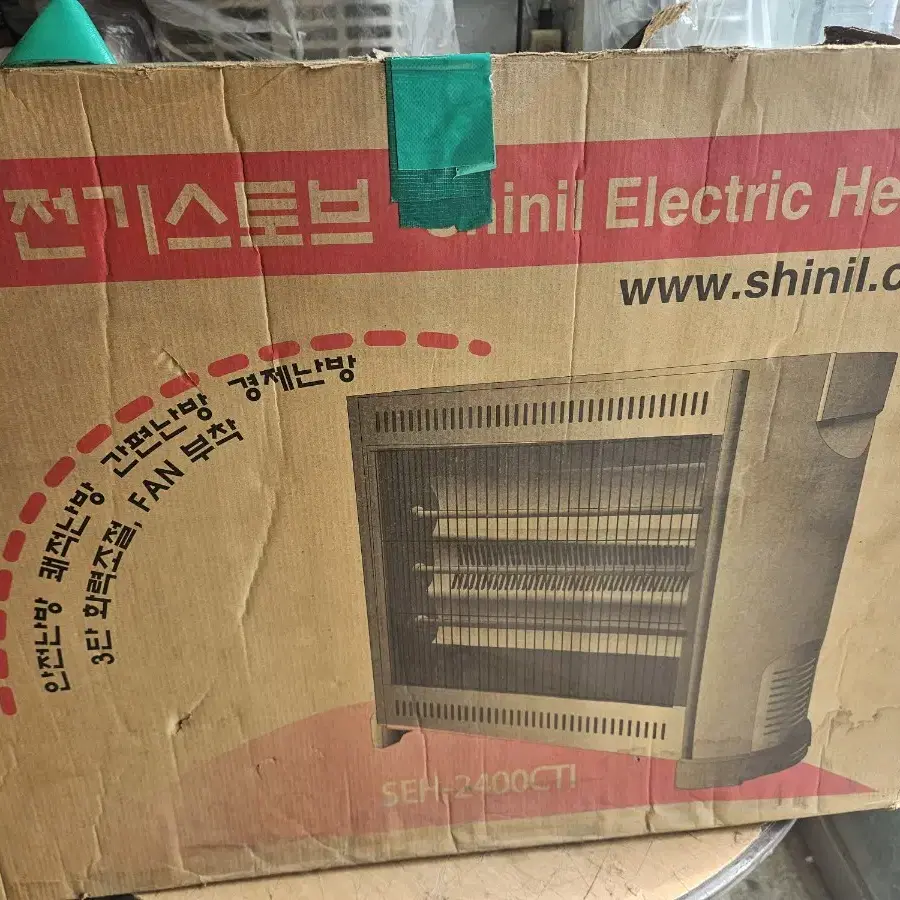 전기스토브 Shinil Electric He
www.shinil.c
안전난방 쾌적난방 간편난방 경제난방
3단 화력조절, FAN 부착
SEH-2400CTI